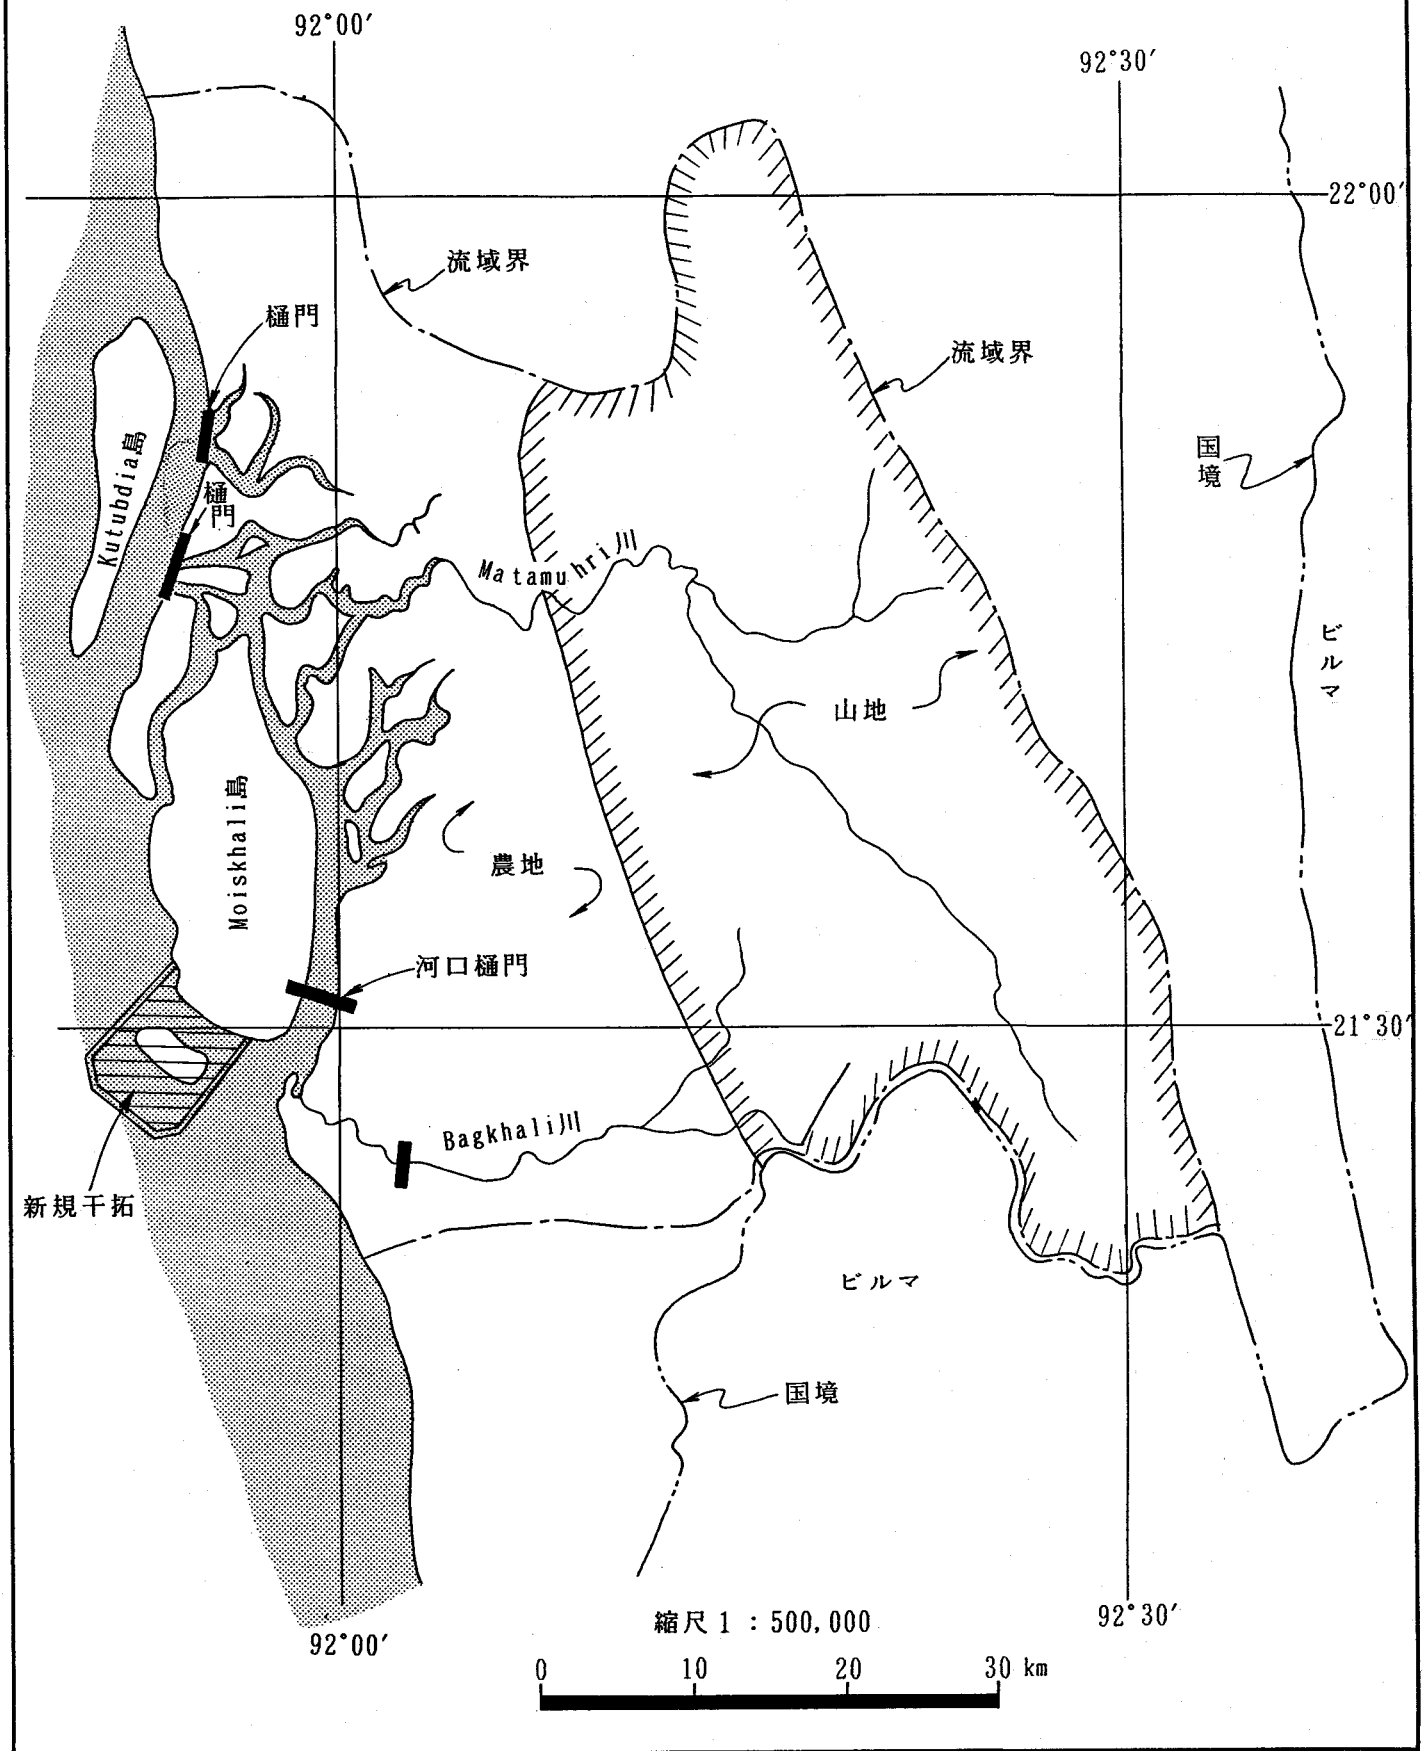 92°00′
92°30′
22°00′
流域界
樋門
流域界
国境
Kutubdia島
樋門
Matamuhri川
ビルマ
山地
Moiskhali島
農地
河口樋門
21°30′
Bagkhali川
新規干拓
ビルマ
国境
縮尺 1 : 500,000
92°30′
92°00′
0 10 20 30 km